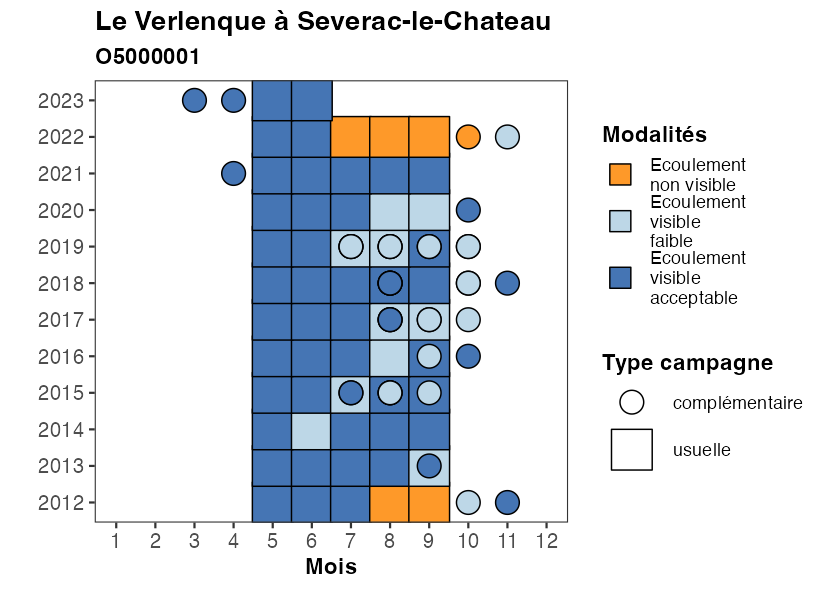 Le Verlenque à Severac-le-Chateau
O5000001
2023
2022
2021
2020
2019
2018
2017
2016
2015
2014
2013
2012
1 2 3 4 5 6 7 8 9 10 11 12
Mois
Modalités
Ecoulement
non visible
Ecoulement
visible
faible
Ecoulement
visible
acceptable
Type campagne
complémentaire
usuelle